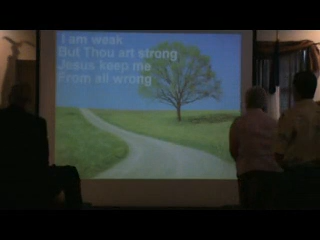 I am weak
But Thou art strong
Jesus keep me
From all wrong